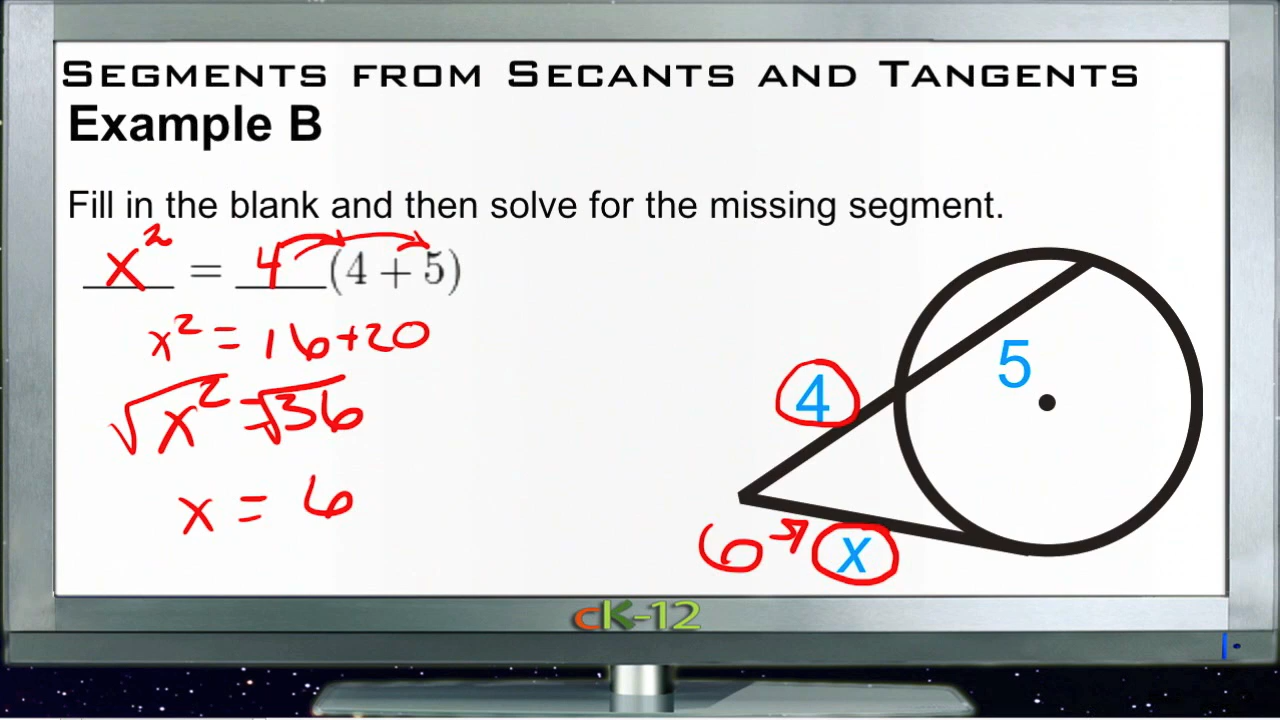 SEGMENTS FROM SECANTS AND TANGENTS
Example B
Fill in the blank and then solve for the missing segment.
x² = 4(4 + 5)
x² = 16+20
√x² = √36
x = 6
5
4
6 → x
cK-12